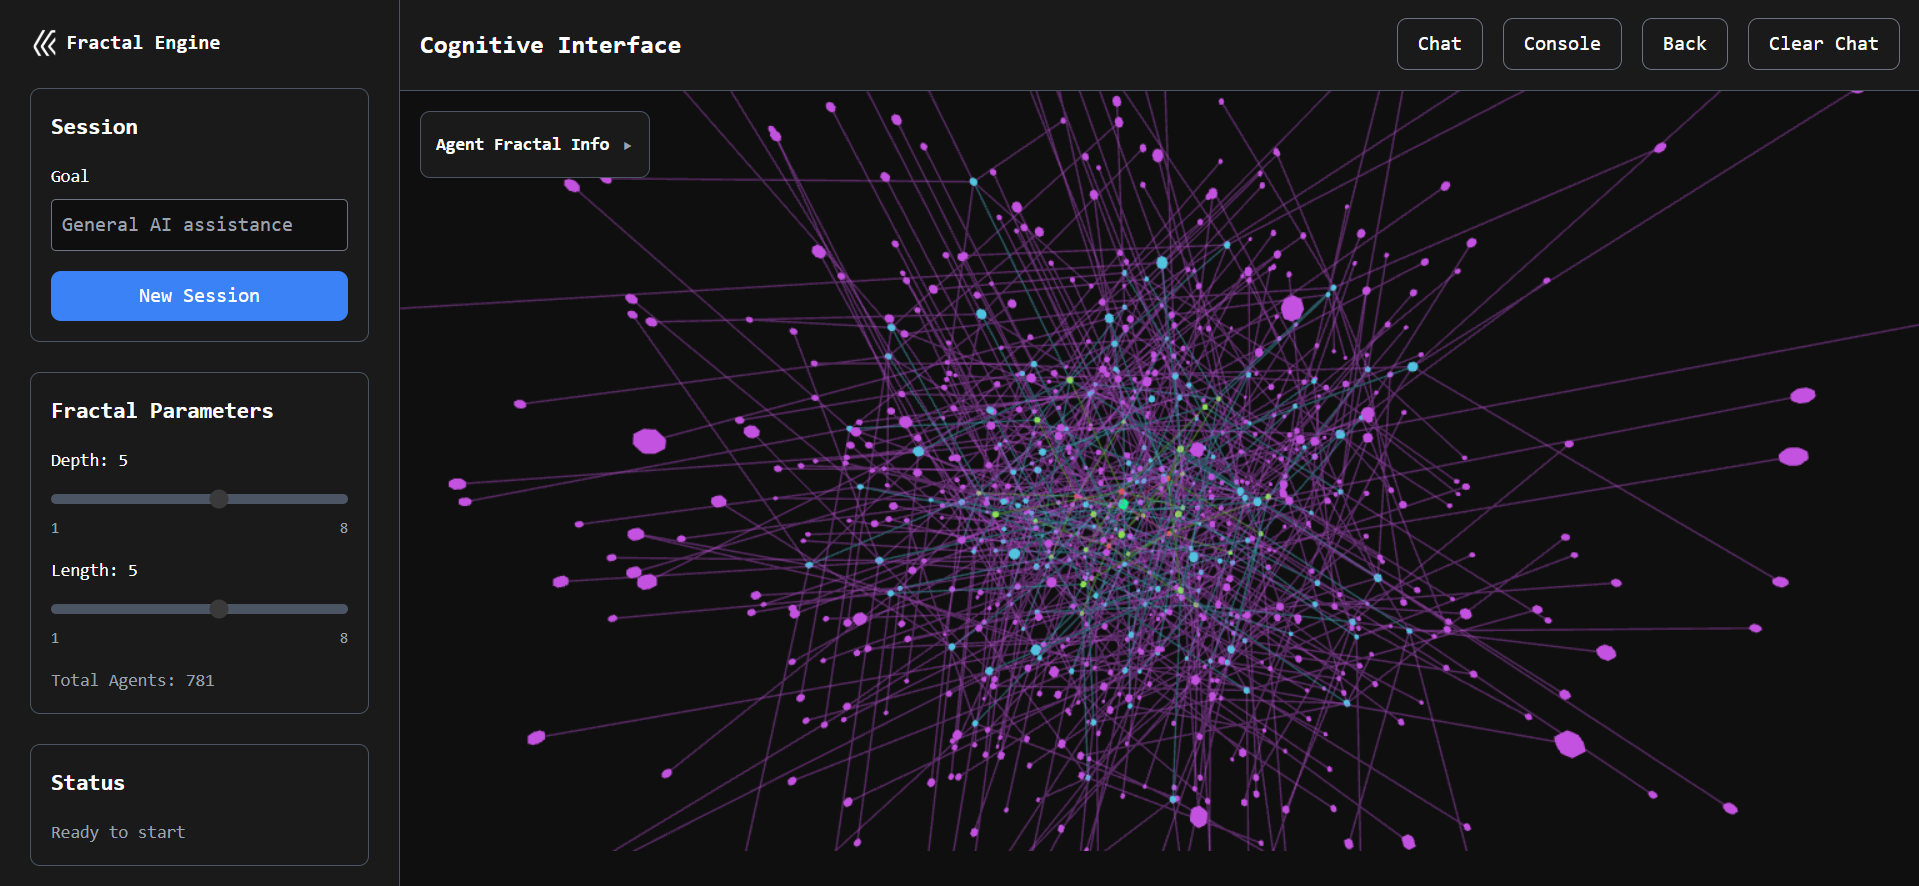 Fractal Engine
Session
Goal
General AI assistance
New Session
Fractal Parameters
Depth: 5
1 8
Length: 5
1 8
Total Agents: 781
Status
Ready to start
Cognitive Interface
Chat
Console
Back
Clear Chat
Agent Fractal Info ▸